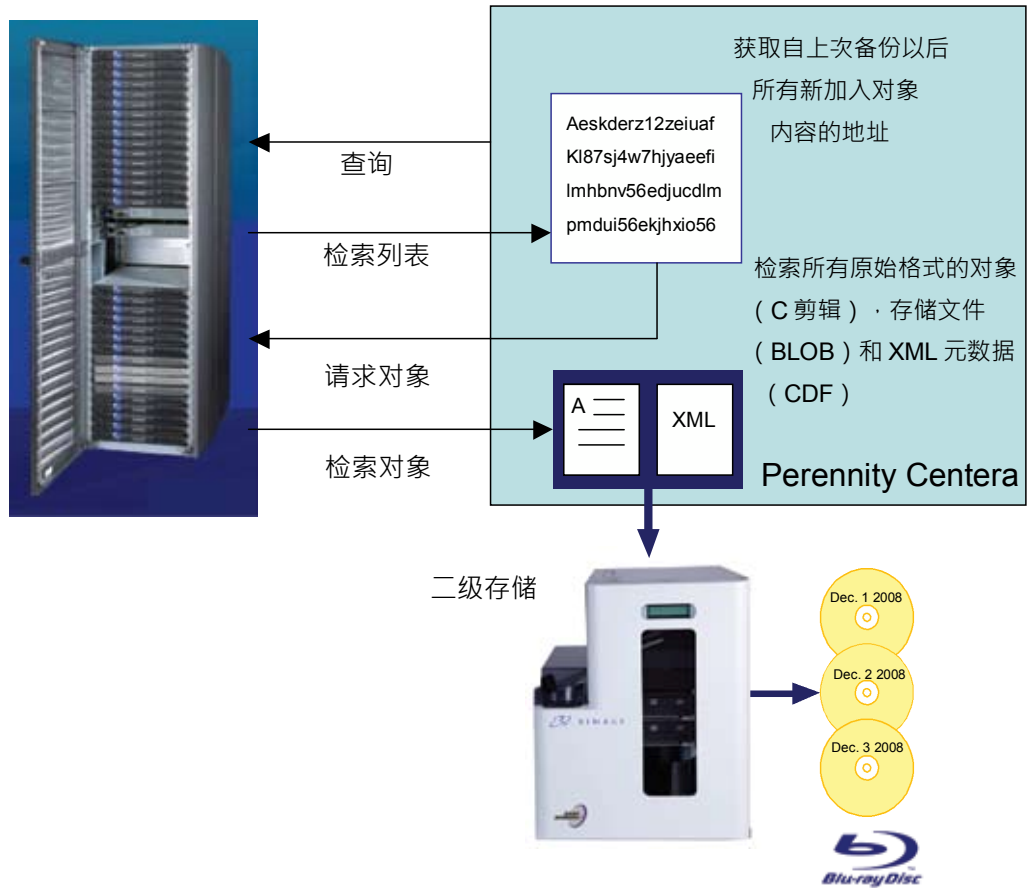 获取自上次备份以后
所有新加入对象
内容的地址
Aeskderz12zeiuaf
Kl87sj4w7hjyaeefi
lmhbnv56edjucdlm
pmdui56ekjhxio56
查询
检索列表
请求对象
检索对象
检索所有原始格式的对象
（C 剪辑），存储文件
（BLOB）和 XML 元数据
（CDF）
A
XML
Perennity Centera
二级存储
RIMAGE
Dec. 1 2008
Dec. 2 2008
Dec. 3 2008
Blu-ray Disc